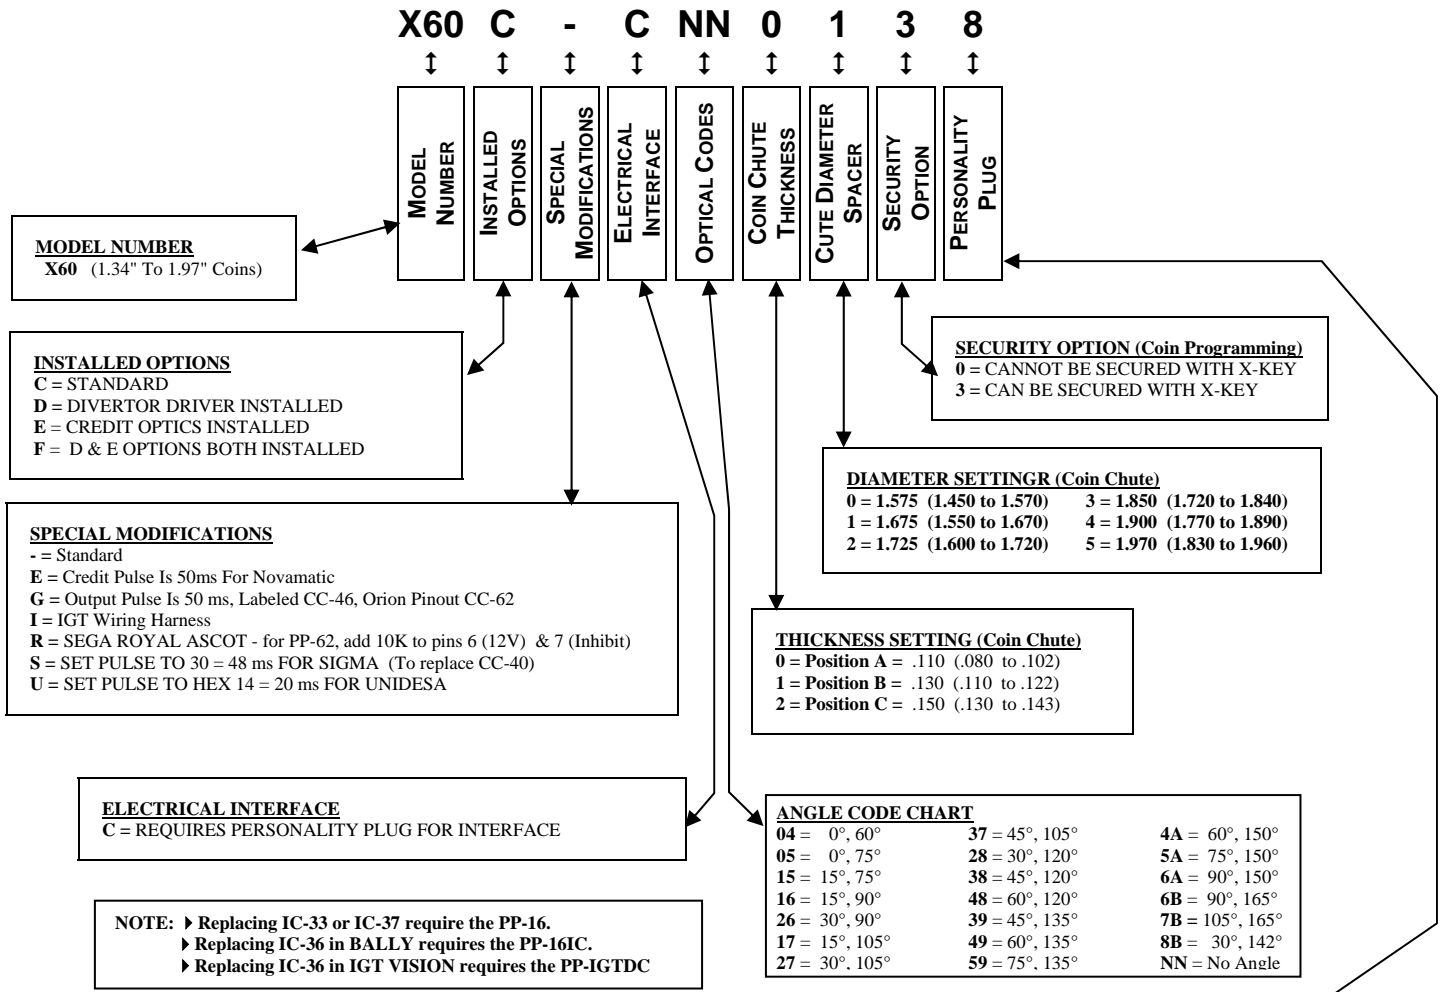 X60 C - C NN 0 1 3 8
MODEL
NUMBER
INSTALLED
OPTIONS
SPECIAL
MODIFICATIONS
ELECTRICAL
INTERFACE
OPTICAL CODES
COIN CHUTE
THICKNESS
CUTE DIAMETER
SPACER
SECURITY
OPTION
PERSONALITY
PLUG
MODEL NUMBER
X60 (1.34" To 1.97" Coins)
INSTALLED OPTIONS
C = STANDARD
D = DIVERTOR DRIVER INSTALLED
E = CREDIT OPTICS INSTALLED
F = D & E OPTIONS BOTH INSTALLED
SECURITY OPTION (Coin Programming)
0 = CANNOT BE SECURED WITH X-KEY
3 = CAN BE SECURED WITH X-KEY
DIAMETER SETTINGR (Coin Chute)
0 = 1.575 (1.450 to 1.570) 3 = 1.850 (1.720 to 1.840)
1 = 1.675 (1.550 to 1.670) 4 = 1.900 (1.770 to 1.890)
2 = 1.725 (1.600 to 1.720) 5 = 1.970 (1.830 to 1.960)
SPECIAL MODIFICATIONS
- = Standard
E = Credit Pulse Is 50ms For Novamatic
G = Output Pulse Is 50 ms, Labeled CC-46, Orion Pinout CC-62
I = IGT Wiring Harness
R = SEGA ROYAL ASCOT - for PP-62, add 10K to pins 6 (12V) & 7 (Inhibit)
S = SET PULSE TO 30 = 48 ms FOR SIGMA (To replace CC-40)
U = SET PULSE TO HEX 14 = 20 ms FOR UNIDESA
THICKNESS SETTING (Coin Chute)
0 = Position A = .110 (.080 to .102)
1 = Position B = .130 (.110 to .122)
2 = Position C = .150 (.130 to .143)
ELECTRICAL INTERFACE
C = REQUIRES PERSONALITY PLUG FOR INTERFACE
ANGLE CODE CHART
04 = 0°, 60° 37 = 45°, 105° 4A = 60°, 150°
05 = 0°, 75° 28 = 30°, 120° 5A = 75°, 150°
15 = 15°, 75° 38 = 45°, 120° 6A = 90°, 150°
16 = 15°, 90° 48 = 60°, 120° 6B = 90°, 165°
26 = 30°, 90° 39 = 45°, 135° 7B = 105°, 165°
17 = 15°, 105° 49 = 60°, 135° 8B = 30°, 142°
27 = 30°, 105° 59 = 75°, 135° NN = No Angle
NOTE: Replacing IC-33 or IC-37 require the PP-16.
Replacing IC-36 in BALLY requires the PP-16IC.
Replacing IC-36 in IGT VISION requires the PP-IGTDC